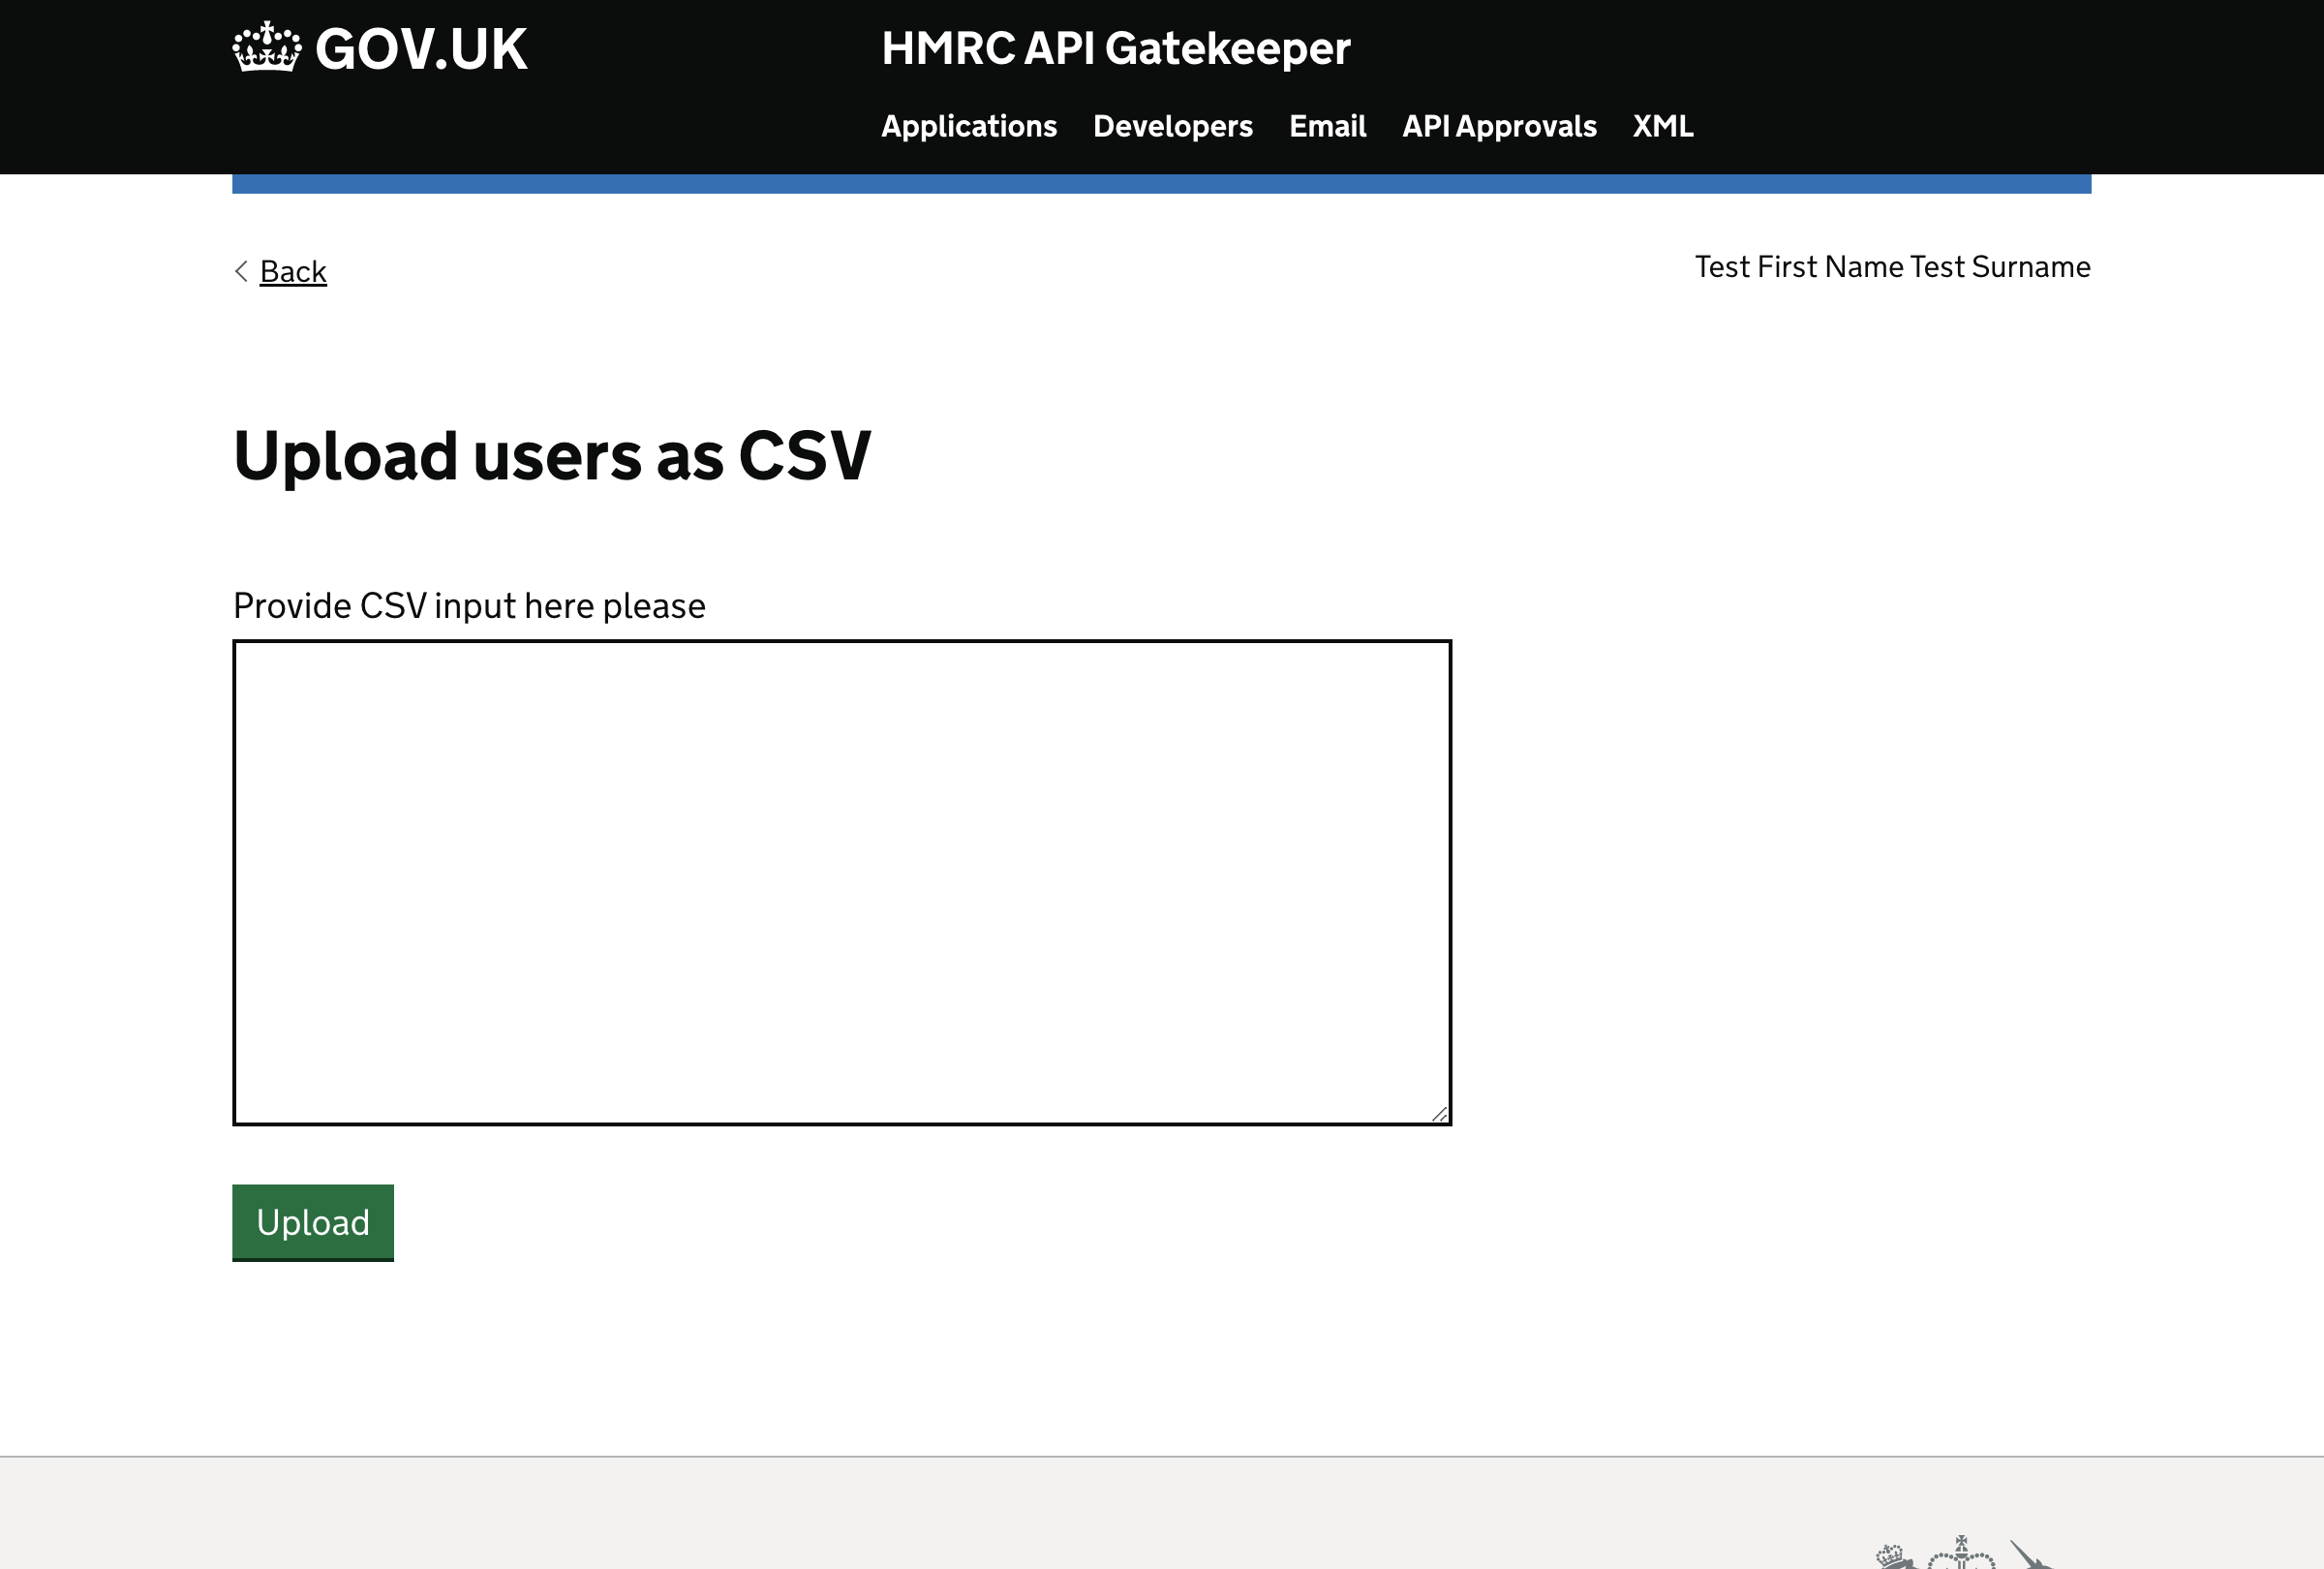 GOV.UK
HMRC API Gatekeeper
Applications Developers Email API Approvals XML
Back
Test First Name Test Surname
Upload users as CSV
Provide CSV input here please
Upload